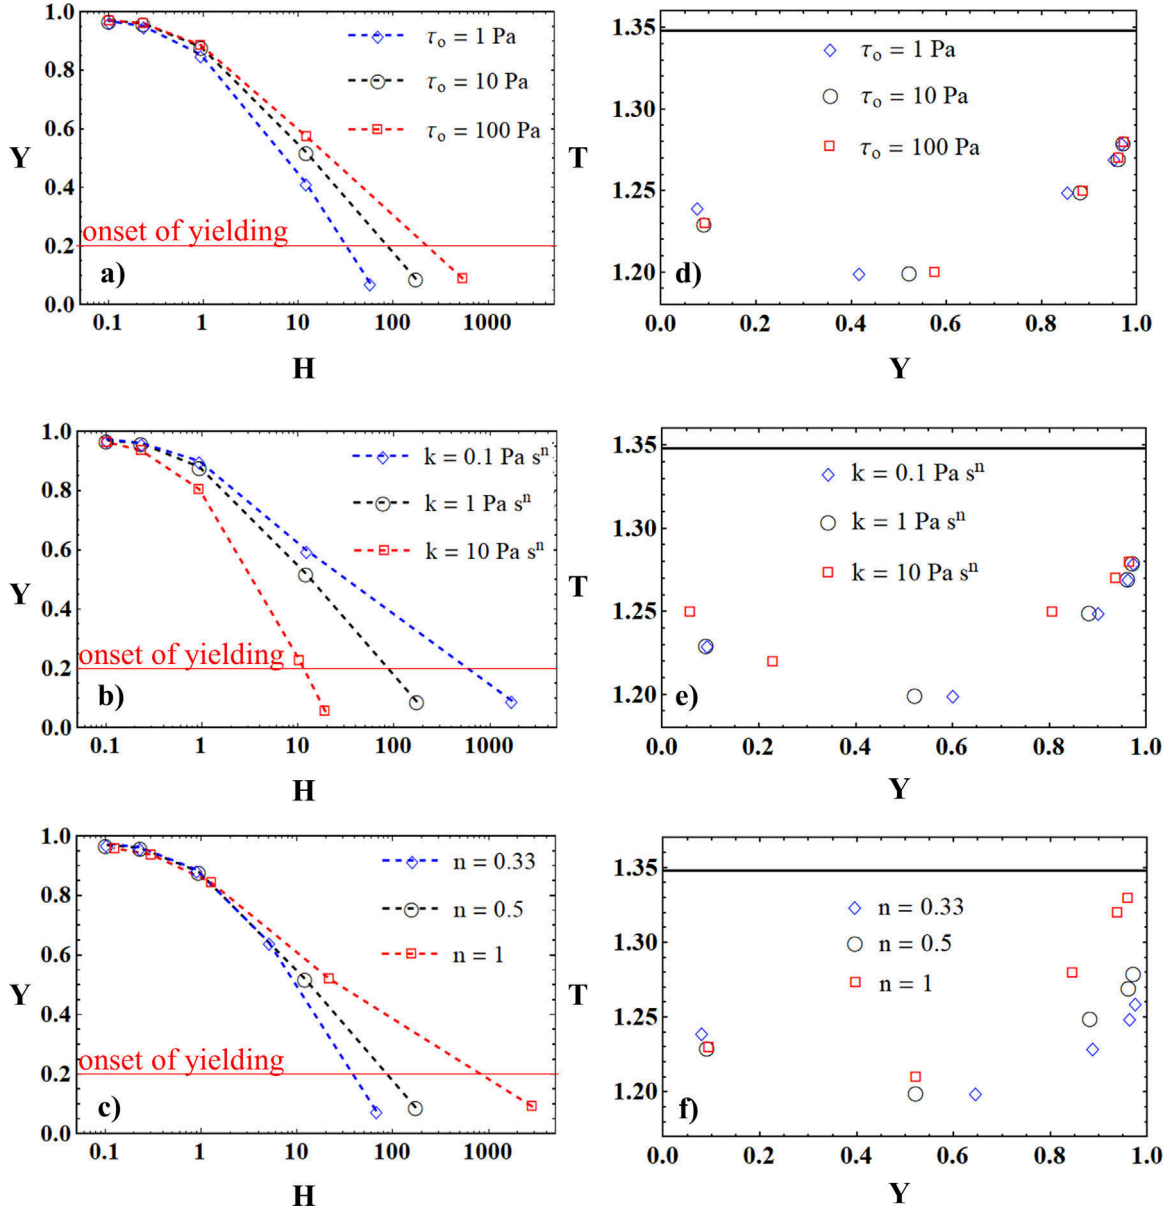 1.0
0.8
0.6
0.4
0.2
0.0
Y
τo = 1 Pa
τo = 10 Pa
τo = 100 Pa
onset of yielding
a)
0.1 1 10 100 1000
H
1.35
1.30
1.25
1.20
T
τo = 1 Pa
τo = 10 Pa
τo = 100 Pa
d)
0.0 0.2 0.4 0.6 0.8 1.0
Y
1.0
0.8
0.6
0.4
0.2
0.0
Y
k = 0.1 Pa sⁿ
k = 1 Pa sⁿ
k = 10 Pa sⁿ
onset of yielding
b)
0.1 1 10 100 1000
H
1.35
1.30
1.25
1.20
T
k = 0.1 Pa sⁿ
k = 1 Pa sⁿ
k = 10 Pa sⁿ
e)
0.0 0.2 0.4 0.6 0.8 1.0
Y
1.0
0.8
0.6
0.4
0.2
0.0
Y
n = 0.33
n = 0.5
n = 1
onset of yielding
c)
0.1 1 10 100 1000
H
1.35
1.30
1.25
1.20
T
n = 0.33
n = 0.5
n = 1
f)
0.0 0.2 0.4 0.6 0.8 1.0
Y